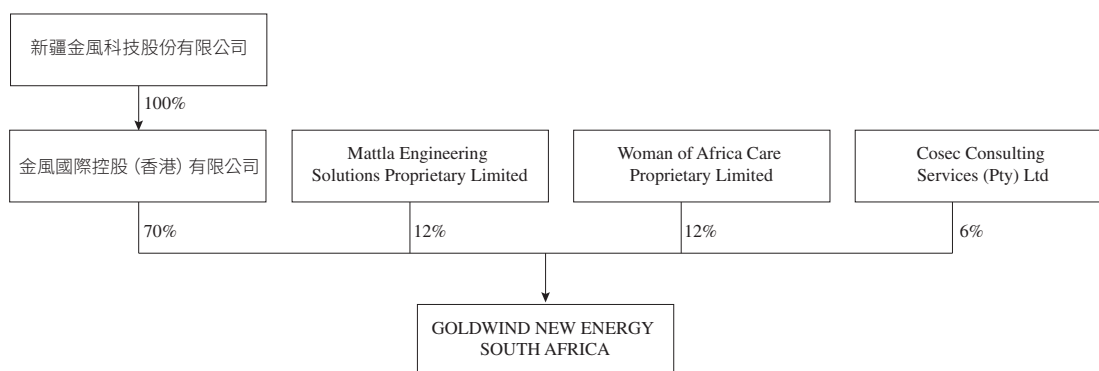 新疆金風科技股份有限公司
100%
金風國際控股（香港）有限公司
Mattla Engineering
Solutions Proprietary Limited
Woman of Africa Care
Proprietary Limited
Cosec Consulting
Services (Pty) Ltd
70%
12%
12%
6%
GOLDWIND NEW ENERGY
SOUTH AFRICA